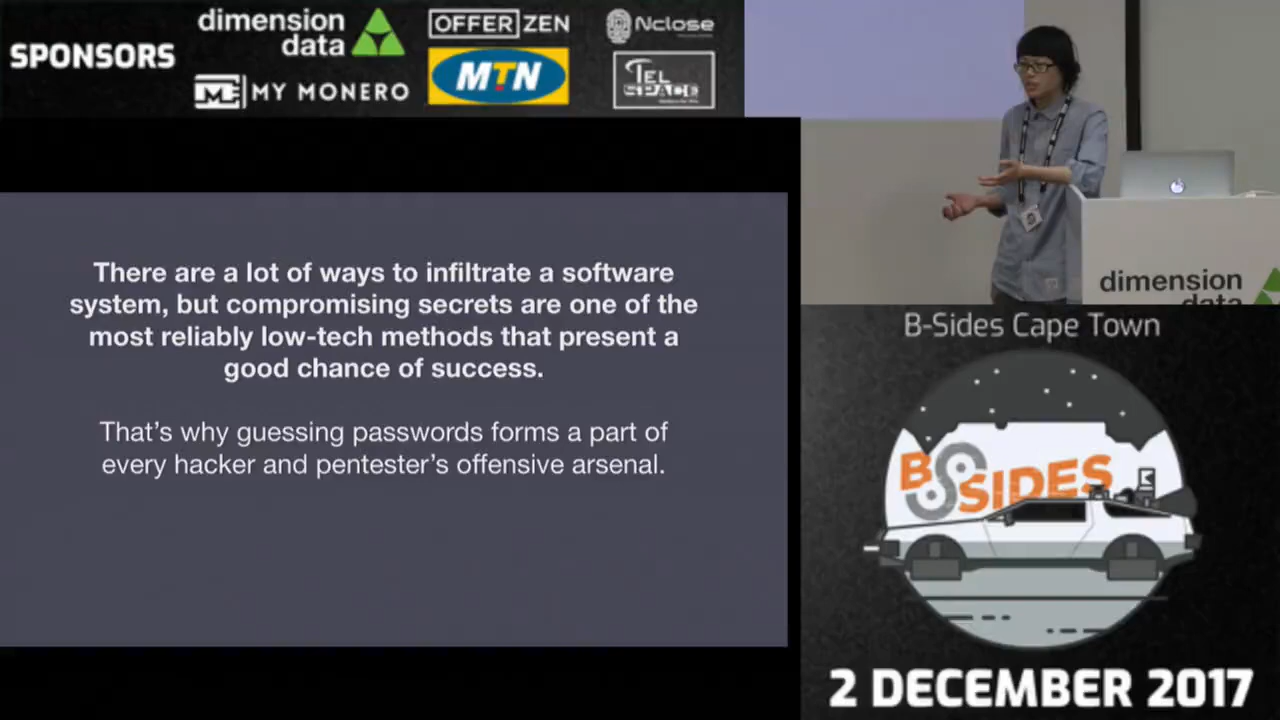 SPONSORS
dimension
data
OFFERZEN
Nclose
MY MONERO
MTN
TEL
SPACE
There are a lot of ways to infiltrate a software
system, but compromising secrets are one of the
most reliably low-tech methods that present a
good chance of success.
That's why guessing passwords forms a part of
every hacker and pentester's offensive arsenal.
dimension
data
B-Sides Cape Town
BSIDES
2 DECEMBER 2017